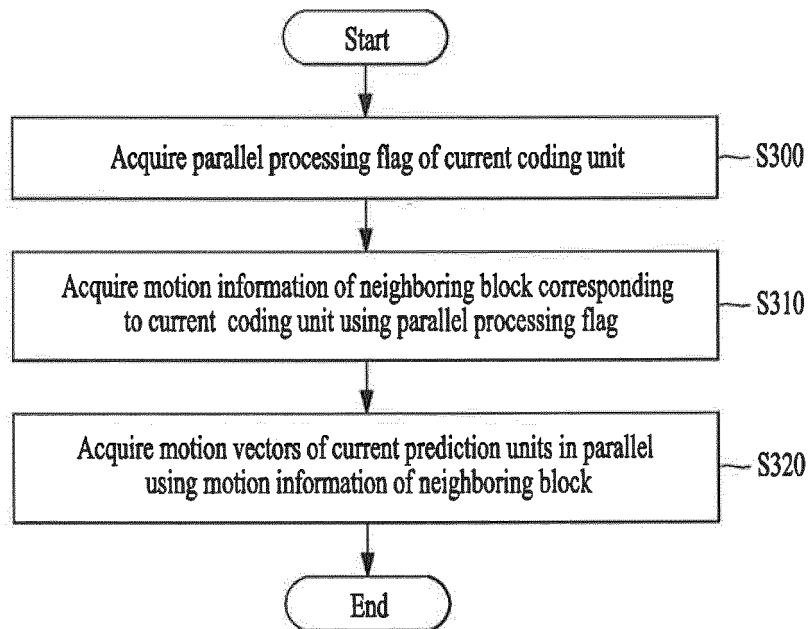 Start
Acquire parallel processing flag of current coding unit
S300
Acquire motion information of neighboring block corresponding
to current coding unit using parallel processing flag
S310
Acquire motion vectors of current prediction units in parallel
using motion information of neighboring block
S320
End